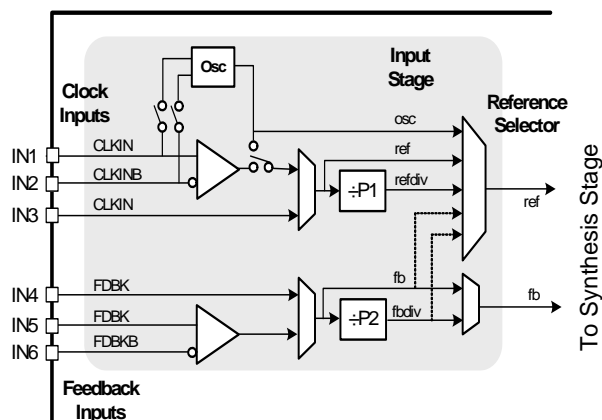 Osc
Input
Stage
Clock
Inputs
Reference
Selector
osc
IN1 CLKIN
ref
IN2 CLKINB
÷P1
refdiv
ref
IN3 CLKIN
To Synthesis Stage
fb
IN4 FDBK
fb
IN5 FDBK
÷P2
fbdiv
IN6 FDBKB
Feedback
Inputs